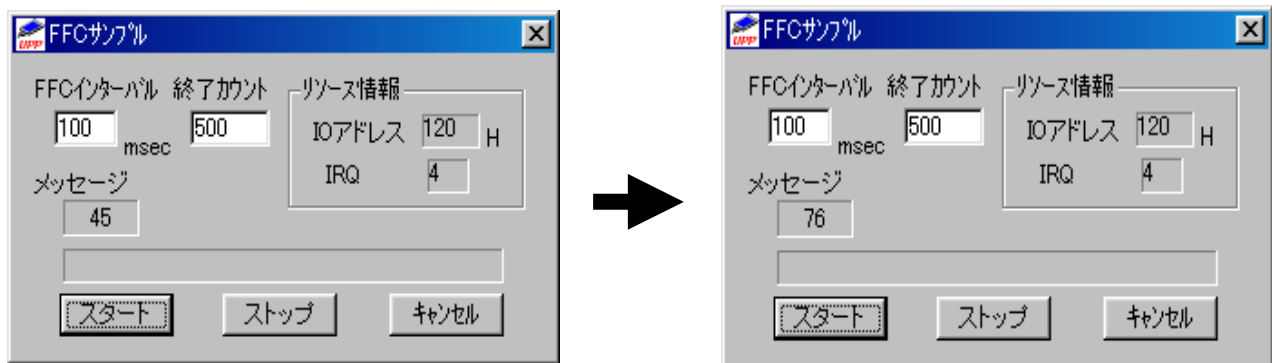 FFCサンプル
FFCインターバル 終了カウント リソース情報
100 msec 500 IOアドレス 120 H
IRQ 4
メッセージ
45
スタート ストップ キャンセル
FFCサンプル
FFCインターバル 終了カウント リソース情報
100 msec 500 IOアドレス 120 H
IRQ 4
メッセージ
76
スタート ストップ キャンセル